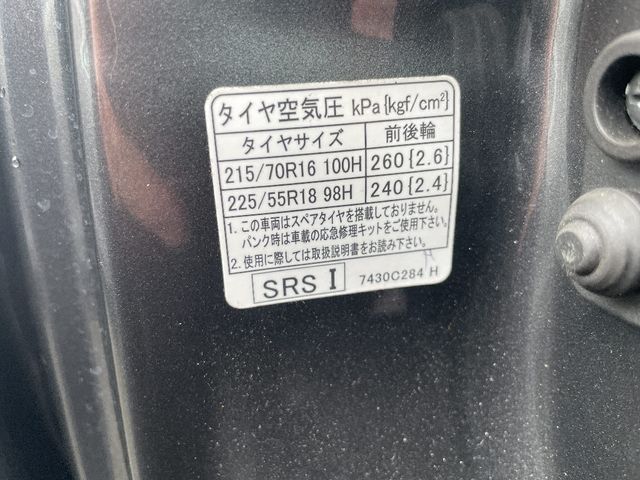 タイヤ空気圧 kPa{kgf/cm²}
タイヤサイズ 前後輪
215/70R16 100H 260{2.6}
225/55R18 98H 240{2.4}
1. この車両はスペアタイヤを搭載しておりません。
パンク時は車載の応急修理キットをご使用下さい。
2. 使用に際しては取扱説明書をお読み下さい。
SRS I 7430C284 H